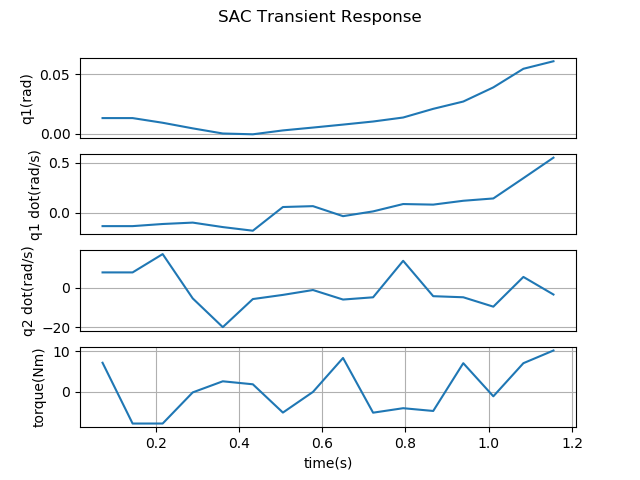 SAC Transient Response
q1(rad)
0.05
0.00
q1 dot(rad/s)
0.5
0.0
q2 dot(rad/s)
0
−20
torque(Nm)
10
0
0.2 0.4 0.6 0.8 1.0 1.2
time(s)